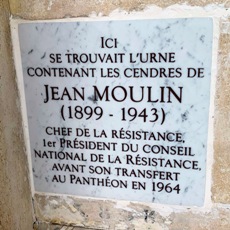 ICI
SE TROUVAIT L'URNE
CONTENANT LES CENDRES DE
JEAN MOULIN
(1899 - 1943)
CHEF DE LA RÉSISTANCE,
1er PRÉSIDENT DU CONSEIL
NATIONAL DE LA RÉSISTANCE,
AVANT SON TRANSFERT
AU PANTHÉON EN 1964